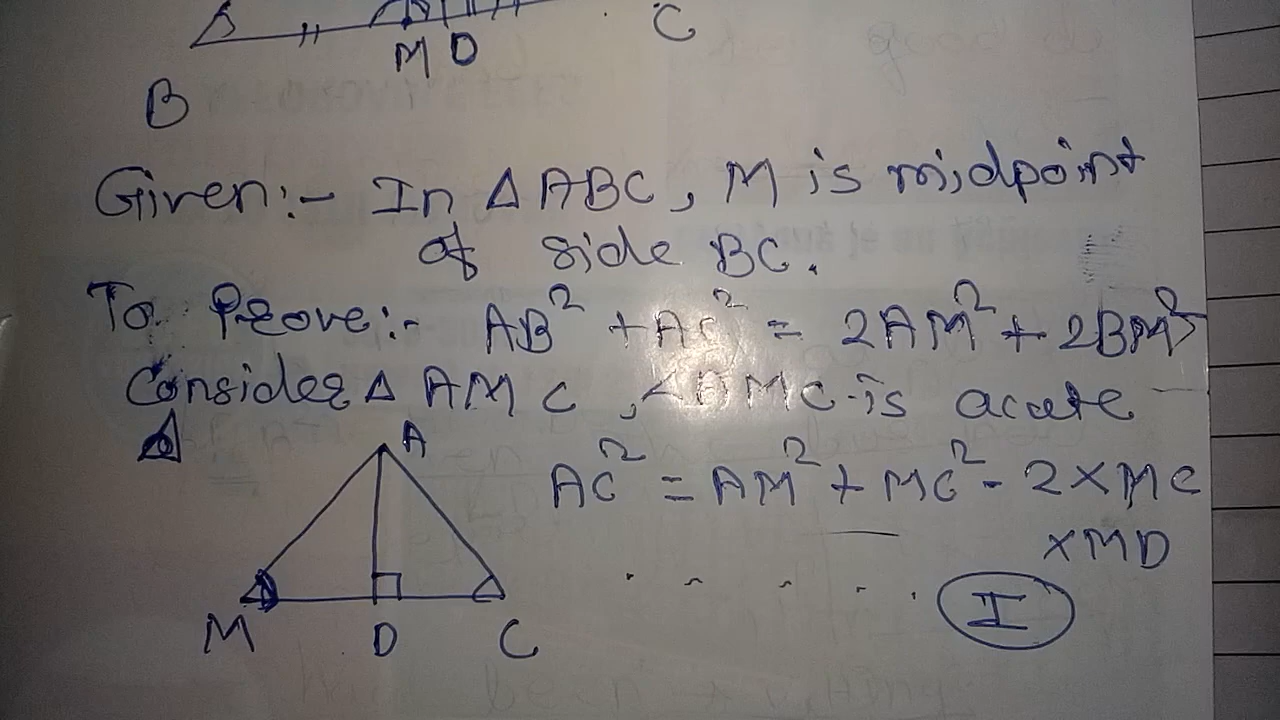 M D C
B
Given:- In △ABC, M is midpoint
of side BC.
To Prove:- AB² + AC² = 2AM² + 2BM²
Consider △ AMC, ∠AMC is acute
A
AC² = AM² + MC² - 2×MC
×MD
..... I
M D C